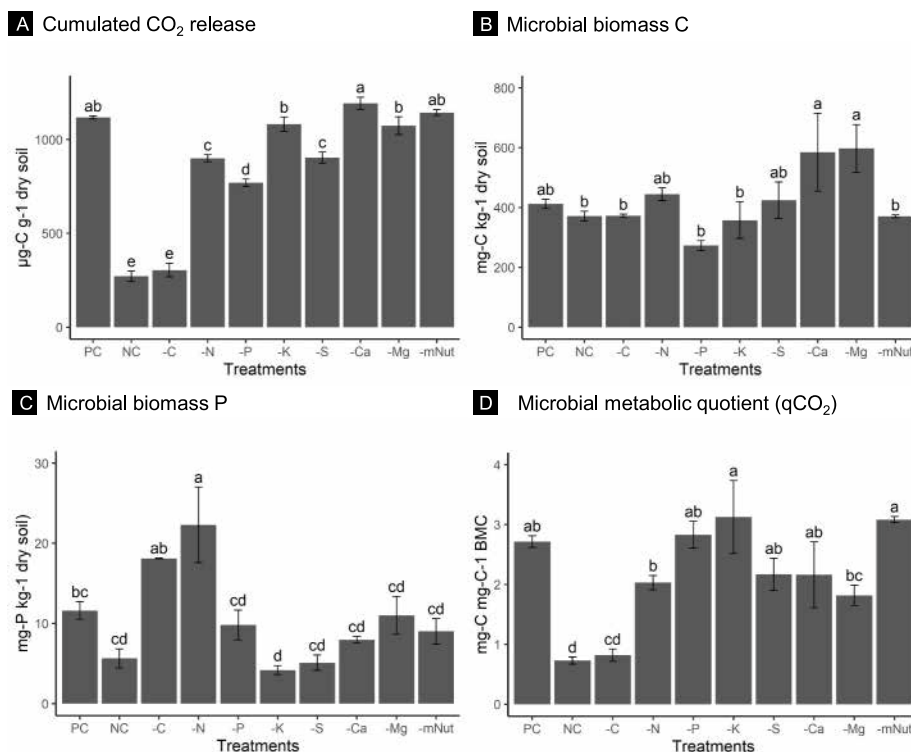 A Cumulated CO₂ release
µg-C g-1 dry soil
1000
500
0
ab
e
e
c
d
b
c
a
b
ab
PC NC -C -N -P -K -S -Ca -Mg -mNut
Treatments
B Microbial biomass C
mg-C kg-1 dry soil
800
600
400
200
0
ab
b
b
ab
b
b
ab
a
a
b
PC NC -C -N -P -K -S -Ca -Mg -mNut
Treatments
C Microbial biomass P
mg-P kg-1 dry soil)
30
20
10
0
bc
cd
ab
a
cd
d
cd
cd
cd
cd
PC NC -C -N -P -K -S -Ca -Mg -mNut
Treatments
D Microbial metabolic quotient (qCO₂)
mg-C mg-C-1 BMC
4
3
2
1
0
ab
d
cd
b
ab
a
ab
ab
bc
a
PC NC -C -N -P -K -S -Ca -Mg -mNut
Treatments